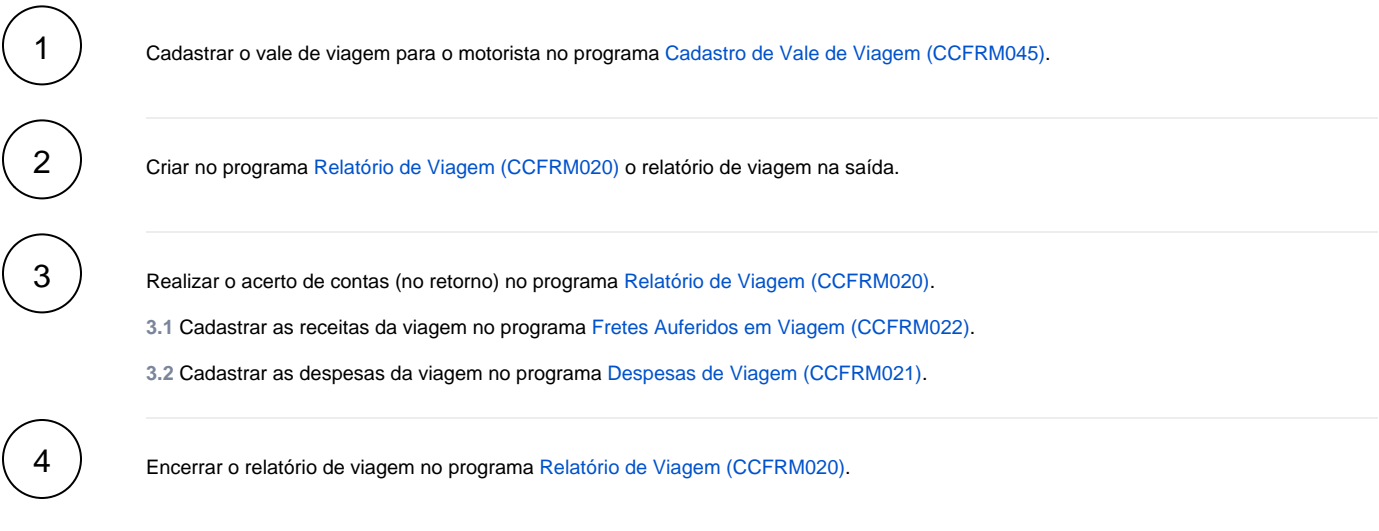 1
Cadastrar o vale de viagem para o motorista no programa Cadastro de Vale de Viagem (CCFRM045).
2
Criar no programa Relatório de Viagem (CCFRM020) o relatório de viagem na saída.
3
Realizar o acerto de contas (no retorno) no programa Relatório de Viagem (CCFRM020).
3.1 Cadastrar as receitas da viagem no programa Fretes Auferidos em Viagem (CCFRM022).
3.2 Cadastrar as despesas da viagem no programa Despesas de Viagem (CCFRM021).
4
Encerrar o relatório de viagem no programa Relatório de Viagem (CCFRM020).